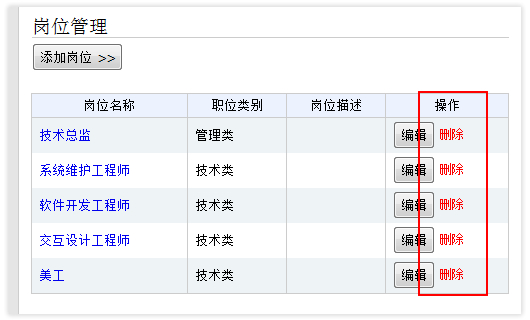 岗位管理
添加岗位 >>
岗位名称 职位类别 岗位描述 操作
技术总监 管理类 编辑 删除
系统维护工程师 技术类 编辑 删除
软件开发工程师 技术类 编辑 删除
交互设计工程师 技术类 编辑 删除
美工 技术类 编辑 删除